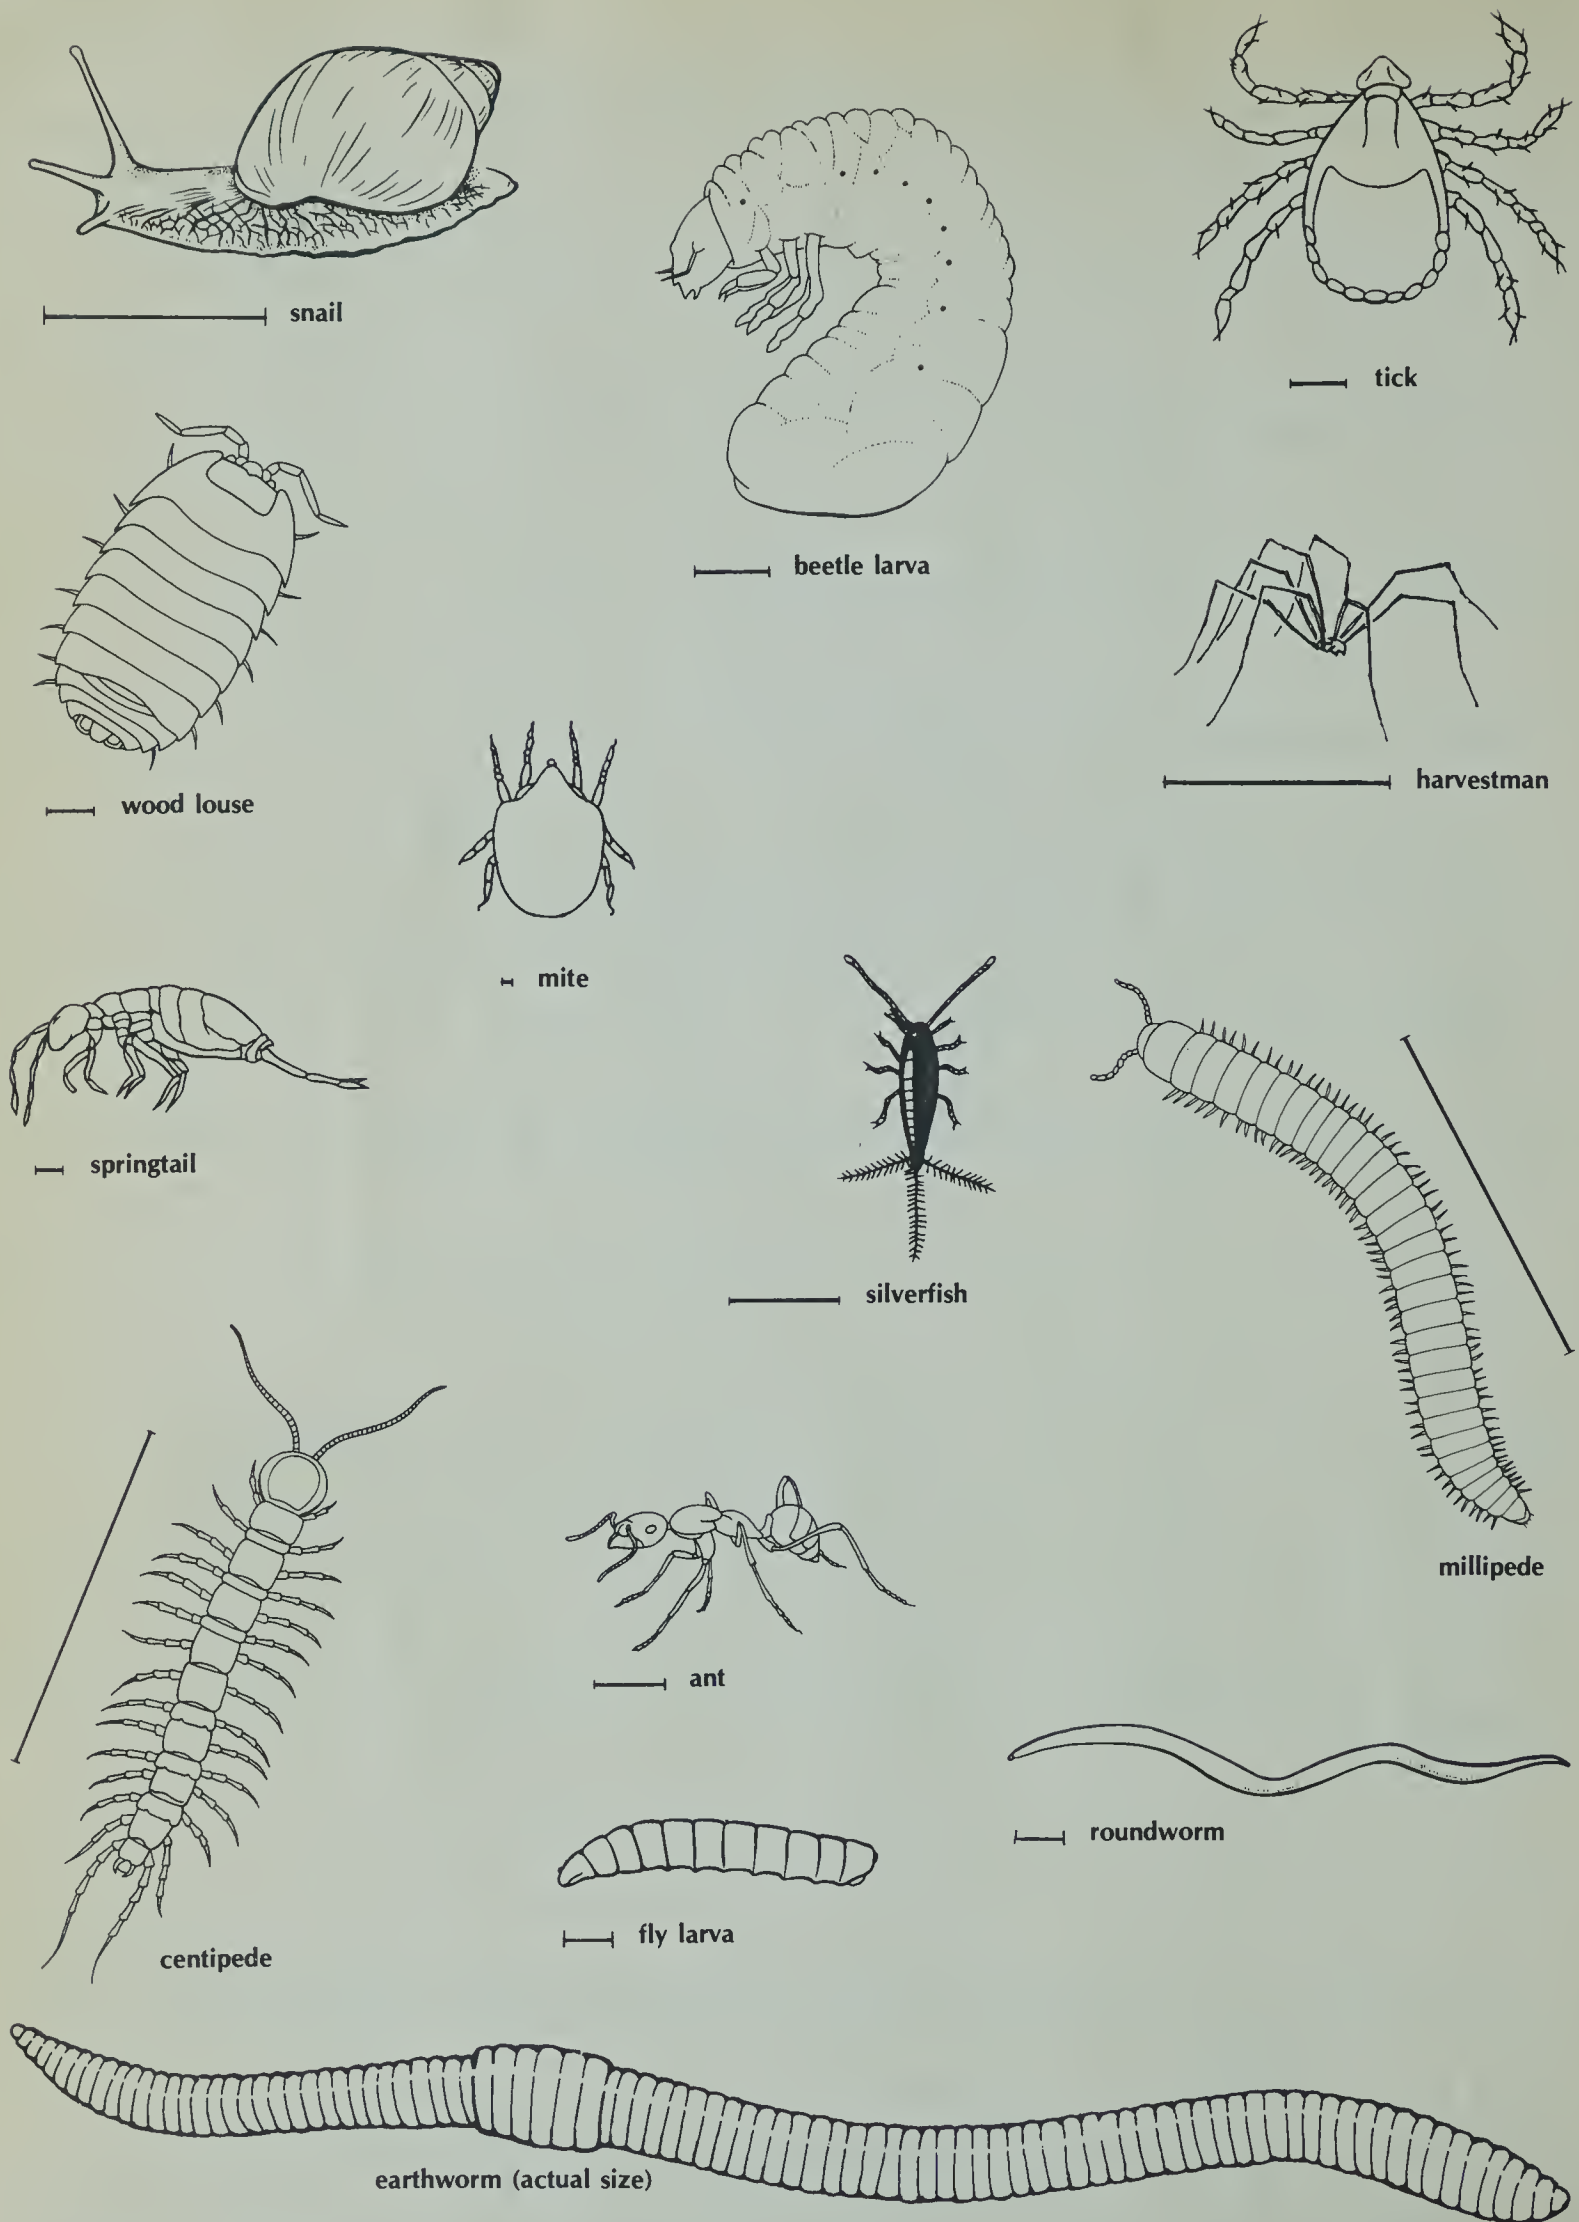 snail
tick
beetle larva
harvestman
wood louse
mite
springtail
silverfish
millipede
ant
roundworm
fly larva
centipede
earthworm (actual size)